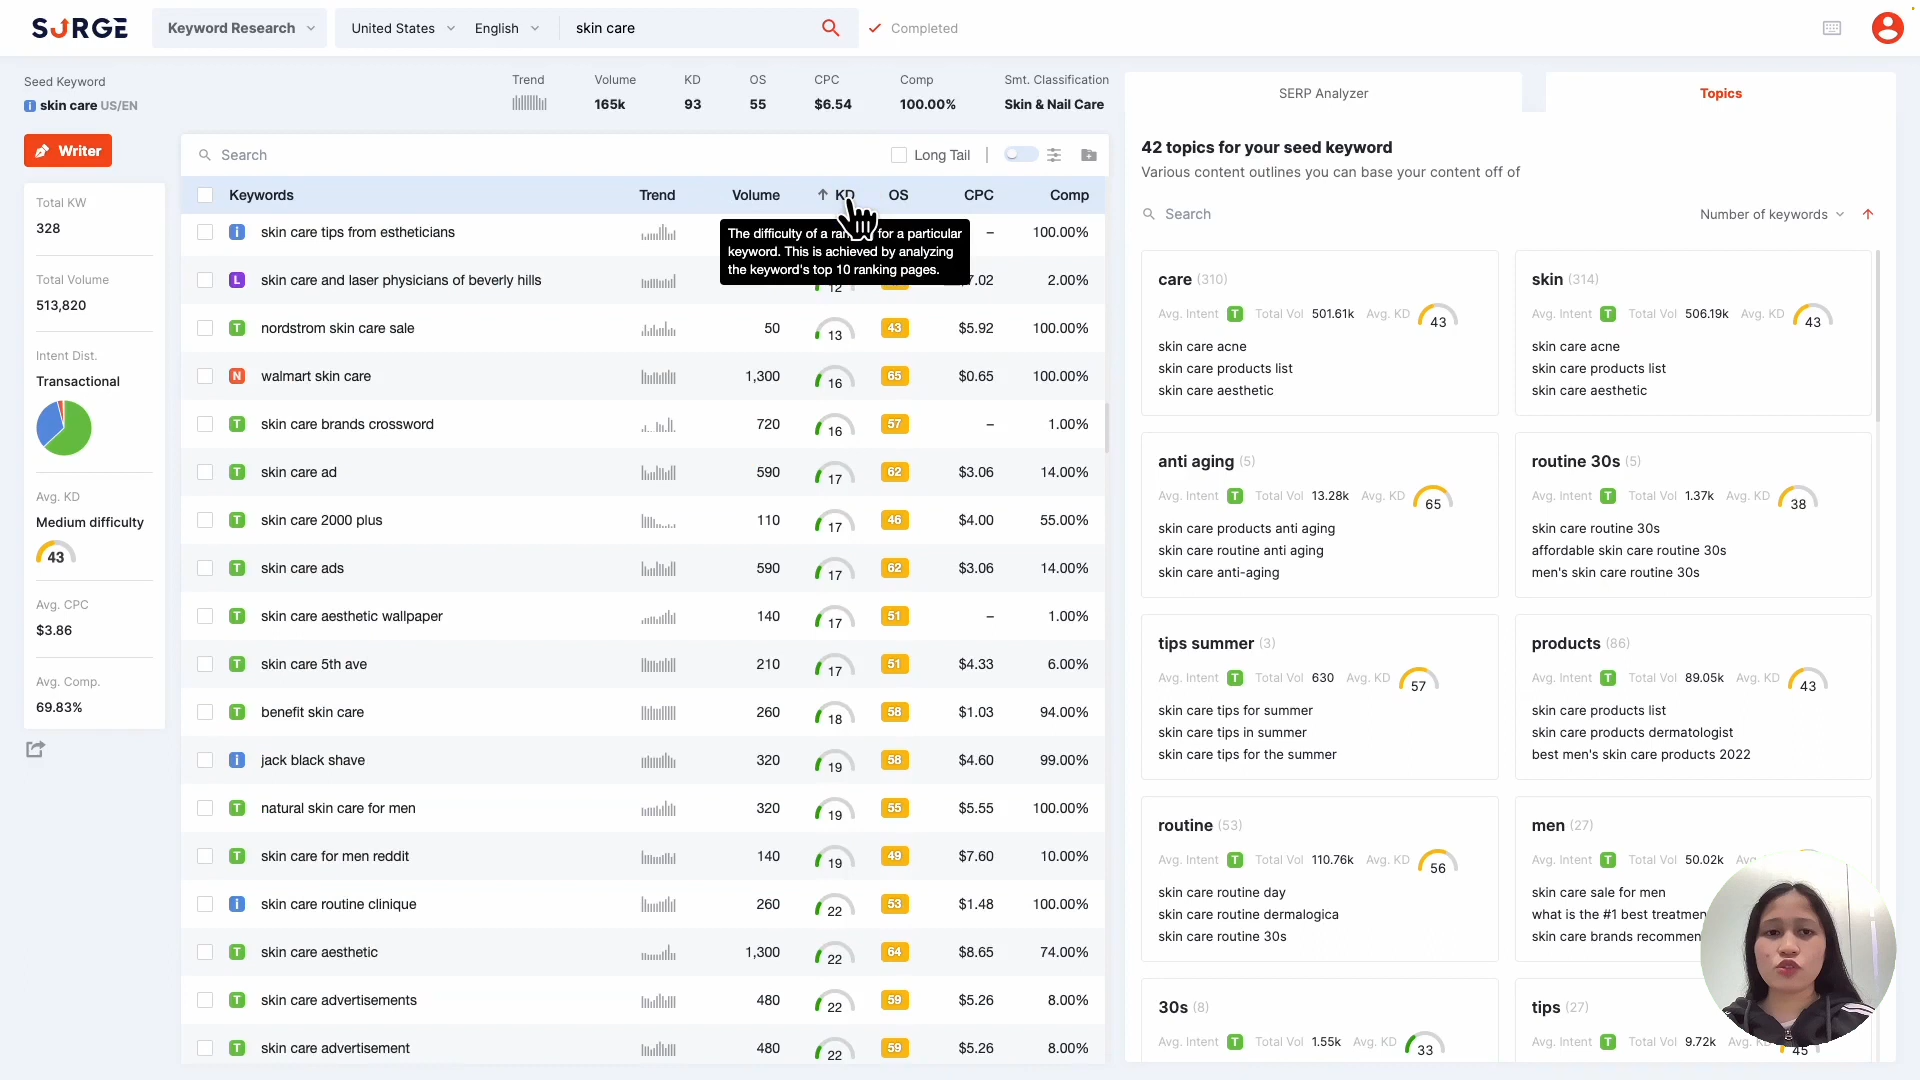 SURGE
Keyword Research
United States
English
skin care
Completed
Seed Keyword
i skin care US/EN
Trend Volume KD OS CPC Comp Smt. Classification
165k 93 55 $6.54 100.00% Skin & Nail Care
Writer
Total KW
328
Total Volume
513,820
Intent Dist.
Transactional
Avg. KD
Medium difficulty
43
Avg. CPC
$3.86
Avg. Comp.
69.83%
Search
Long Tail
Keywords Trend Volume KD OS CPC Comp
i skin care tips from estheticians – 100.00%
The difficulty of a for a particular
keyword. This is achieved by analyzing
the keyword's top 10 ranking pages.
L skin care and laser physicians of beverly hills 12 7.02 2.00%
T nordstrom skin care sale 50 13 43 $5.92 100.00%
N walmart skin care 1,300 16 65 $0.65 100.00%
T skin care brands crossword 720 16 57 – 1.00%
T skin care ad 590 17 62 $3.06 14.00%
T skin care 2000 plus 110 17 46 $4.00 55.00%
T skin care ads 590 17 62 $3.06 14.00%
T skin care aesthetic wallpaper 140 17 51 – 1.00%
T skin care 5th ave 210 17 51 $4.33 6.00%
T benefit skin care 260 18 58 $1.03 94.00%
i jack black shave 320 19 58 $4.60 99.00%
T natural skin care for men 320 19 55 $5.55 100.00%
T skin care for men reddit 140 19 49 $7.60 10.00%
i skin care routine clinique 260 22 53 $1.48 100.00%
T skin care aesthetic 1,300 22 64 $8.65 74.00%
T skin care advertisements 480 22 59 $5.26 8.00%
T skin care advertisement 480 22 59 $5.26 8.00%
SERP Analyzer
Topics
42 topics for your seed keyword
Various content outlines you can base your content off of
Search
Number of keywords
care (310)
Avg. Intent T Total Vol 501.61k Avg. KD 43
skin care acne
skin care products list
skin care aesthetic
skin (314)
Avg. Intent T Total Vol 506.19k Avg. KD 43
skin care acne
skin care products list
skin care aesthetic
anti aging (5)
Avg. Intent T Total Vol 13.28k Avg. KD 65
skin care products anti aging
skin care routine anti aging
skin care anti-aging
routine 30s (5)
Avg. Intent T Total Vol 1.37k Avg. KD 38
skin care routine 30s
affordable skin care routine 30s
men's skin care routine 30s
tips summer (3)
Avg. Intent T Total Vol 630 Avg. KD 57
skin care tips for summer
skin care tips in summer
skin care tips for the summer
products (86)
Avg. Intent T Total Vol 89.05k Avg. KD 43
skin care products list
skin care products dermatologist
best men's skin care products 2022
routine (53)
Avg. Intent T Total Vol 110.76k Avg. KD 56
skin care routine day
skin care routine dermalogica
skin care routine 30s
men (27)
Avg. Intent T Total Vol 50.02k Avg
skin care sale for men
what is the #1 best treatmen
skin care brands recommen
30s (8)
Avg. Intent T Total Vol 1.55k Avg. KD 33
tips (27)
Avg. Intent T Total Vol 9.72k Avg. 45